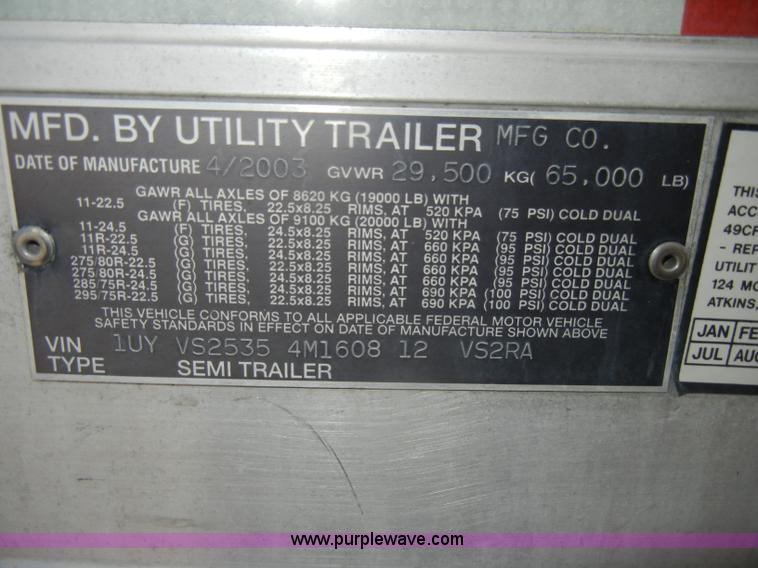 MFD. BY UTILITY TRAILER MFG CO.
DATE OF MANUFACTURE 4/2003 GVWR 29,500 KG( 65,000 LB)
GAWR ALL AXLES OF 8620 KG (19000 LB) WITH
11-22.5 (F) TIRES, 22.5x8.25 RIMS, AT 520 KPA (75 PSI) COLD DUAL
GAWR ALL AXLES OF 9100 KG (20000 LB) WITH
11-24.5 (F) TIRES, 24.5x8.25 RIMS, AT 520 KPA (75 PSI) COLD DUAL
11R-22.5 (G) TIRES, 22.5x8.25 RIMS, AT 660 KPA (95 PSI) COLD DUAL
11R-24.5 (G) TIRES, 24.5x8.25 RIMS, AT 660 KPA (95 PSI) COLD DUAL
275/80R-22.5 (G) TIRES, 22.5x8.25 RIMS, AT 660 KPA (95 PSI) COLD DUAL
275/80R-24.5 (G) TIRES, 24.5x8.25 RIMS, AT 660 KPA (95 PSI) COLD DUAL
285/75R-24.5 (G) TIRES, 24.5x8.25 RIMS, AT 690 KPA (100 PSI) COLD DUAL
295/75R-22.5 (G) TIRES, 22.5x8.25 RIMS, AT 690 KPA (100 PSI) COLD DUAL
THIS VEHICLE CONFORMS TO ALL APPLICABLE FEDERAL MOTOR VEHICLE
SAFETY STANDARDS IN EFFECT ON DATE OF MANUFACTURE SHOWN ABOVE
VIN 1UY VS2535 4M1608 12 VS2RA
TYPE SEMI TRAILER
THIS
ACC
49CF
- REP
UTILIT
124 MO
ATKINS,
JAN FE
JUL AUG
www.purplewave.com